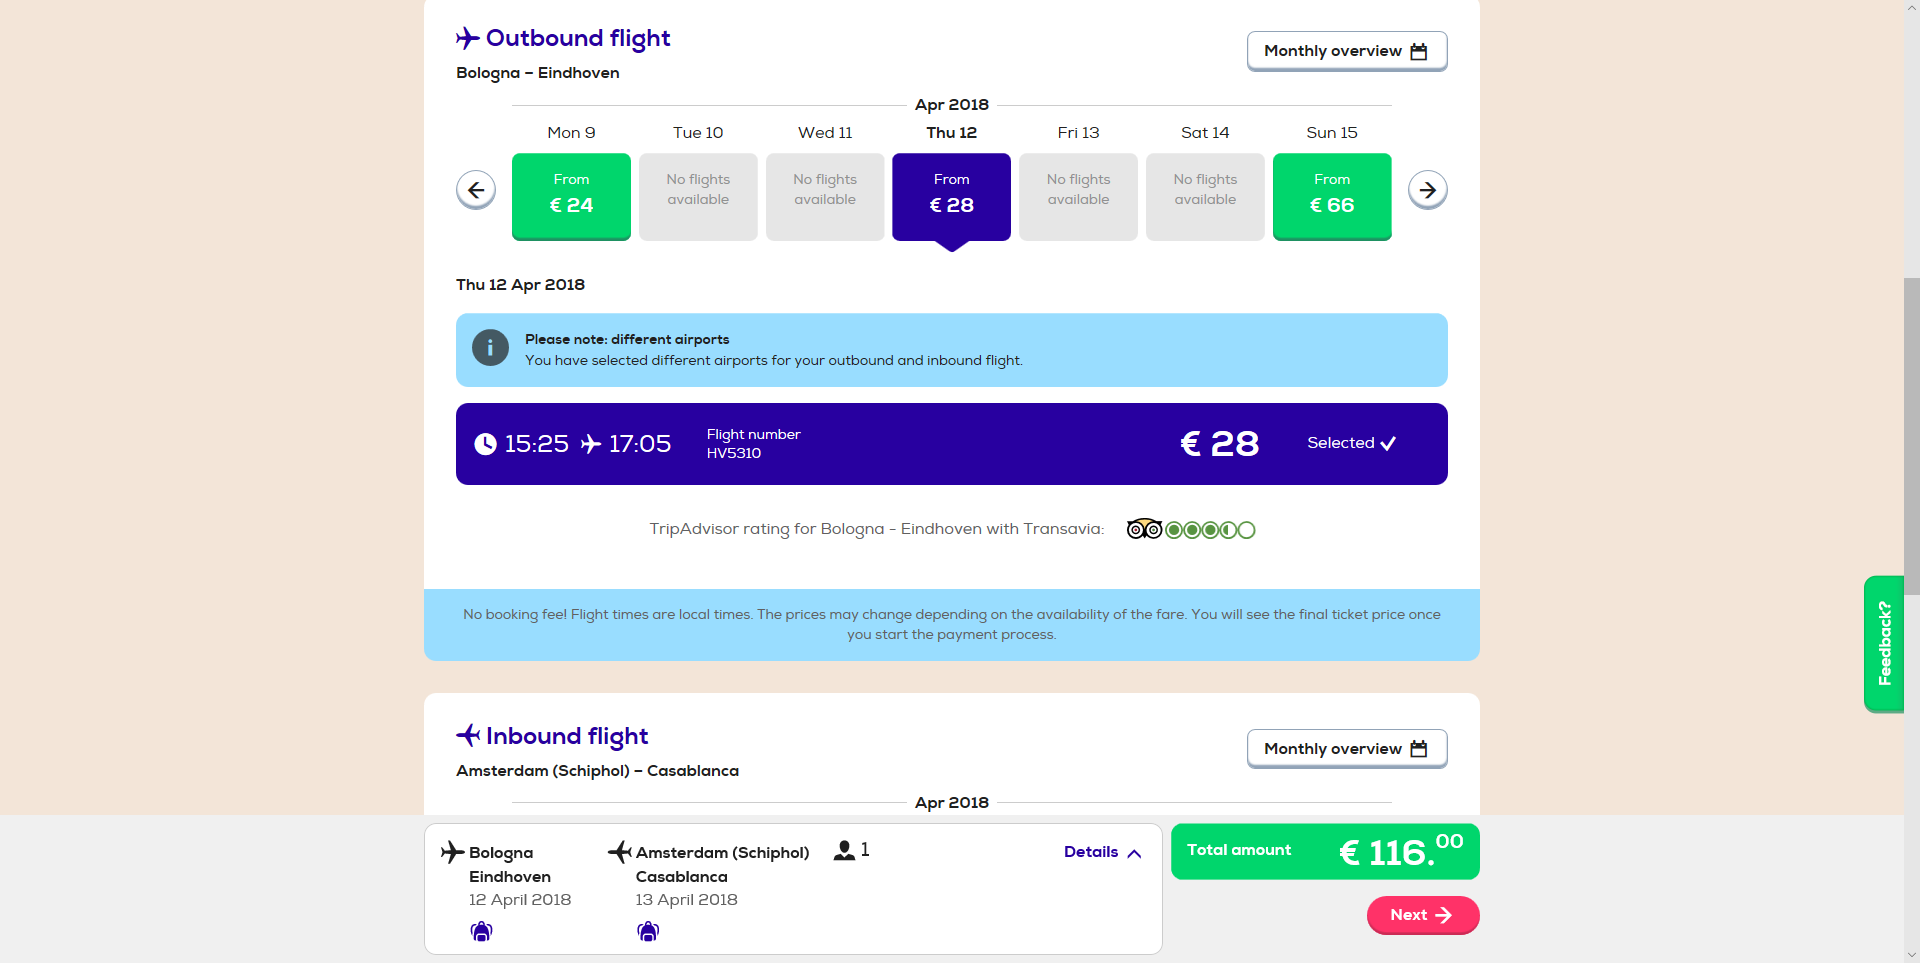 Outbound flight
Monthly overview
Bologna – Eindhoven
Apr 2018
Mon 9 Tue 10 Wed 11 Thu 12 Fri 13 Sat 14 Sun 15
From No flights No flights From No flights No flights From
€ 24 available available € 28 available available € 66
Thu 12 Apr 2018
Please note: different airports
You have selected different airports for your outbound and inbound flight.
15:25 17:05 Flight number HV5310 € 28 Selected
TripAdvisor rating for Bologna - Eindhoven with Transavia:
No booking fee! Flight times are local times. The prices may change depending on the availability of the fare. You will see the final ticket price once
you start the payment process.
Feedback?
Inbound flight
Monthly overview
Amsterdam (Schiphol) – Casablanca
Apr 2018
Bologna
Eindhoven
12 April 2018
Amsterdam (Schiphol)
Casablanca
13 April 2018
1
Details
Total amount € 116.00
Next